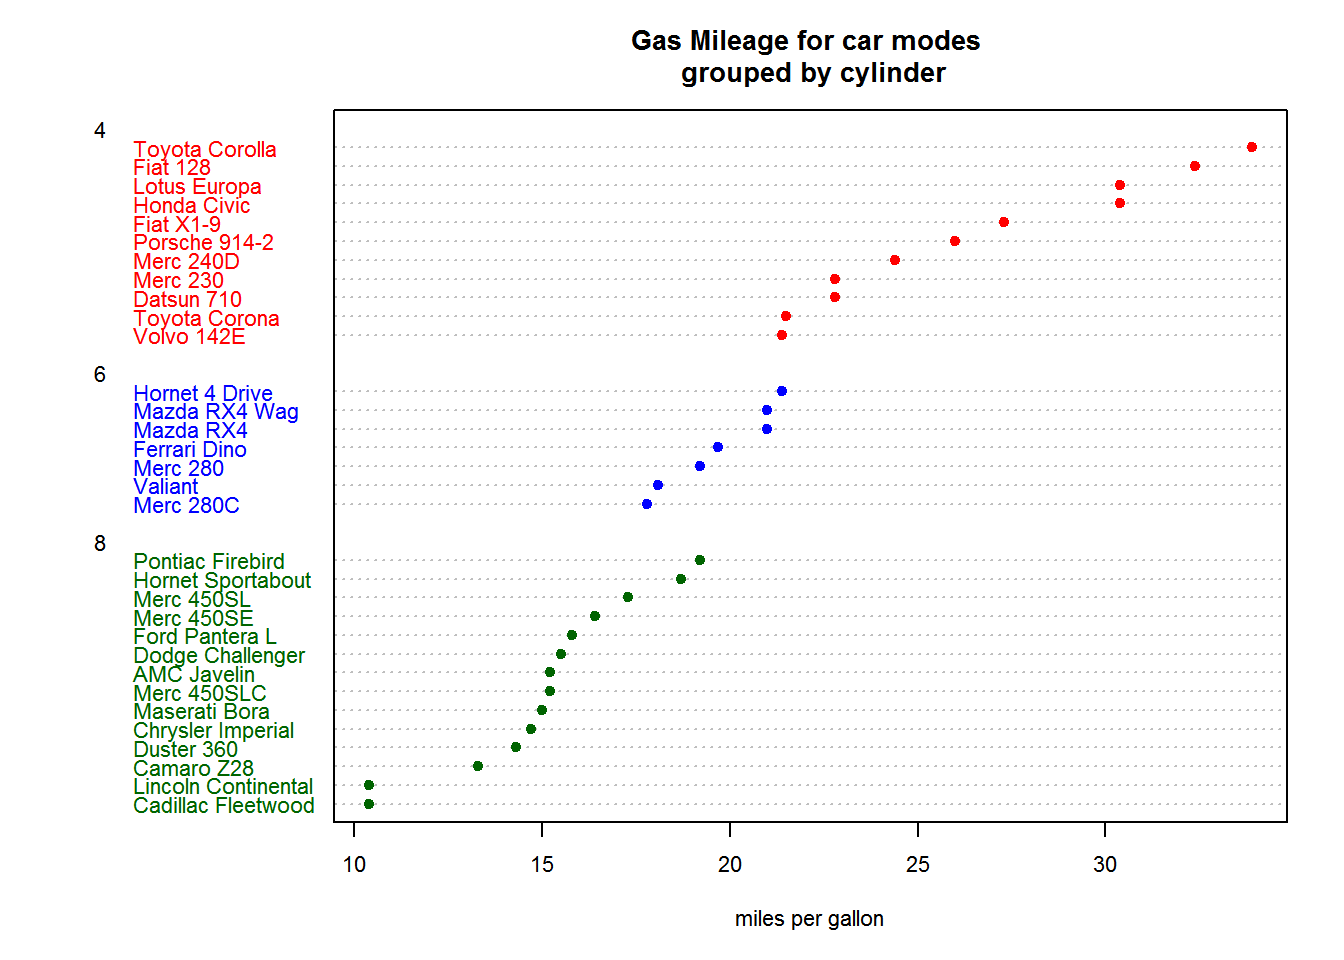 Gas Mileage for car modes
grouped by cylinder
4
Toyota Corolla
Fiat 128
Lotus Europa
Honda Civic
Fiat X1-9
Porsche 914-2
Merc 240D
Merc 230
Datsun 710
Toyota Corona
Volvo 142E
6
Hornet 4 Drive
Mazda RX4 Wag
Mazda RX4
Ferrari Dino
Merc 280
Valiant
Merc 280C
8
Pontiac Firebird
Hornet Sportabout
Merc 450SL
Merc 450SE
Ford Pantera L
Dodge Challenger
AMC Javelin
Merc 450SLC
Maserati Bora
Chrysler Imperial
Duster 360
Camaro Z28
Lincoln Continental
Cadillac Fleetwood
10 15 20 25 30
miles per gallon